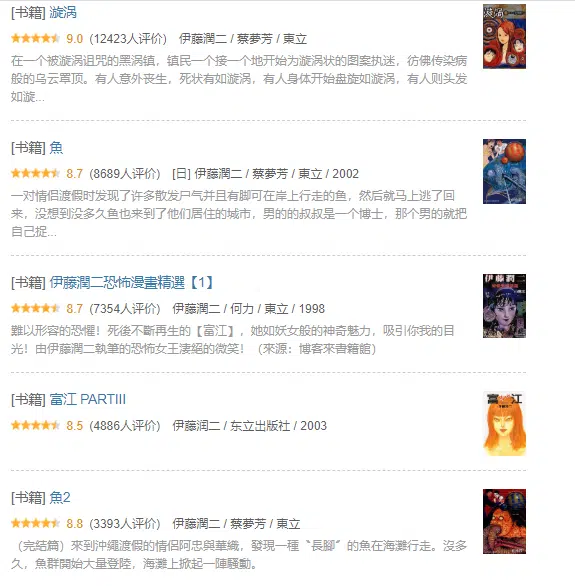 [书籍] 漩涡
9.0 (12423人评价) 伊藤潤二 / 蔡夢芳 / 東立
在一个被漩涡诅咒的黑涡镇，镇民一个接一个地开始为漩涡状的图案执迷，彷佛传染病
般的乌云罩顶。有人意外丧生，死状有如漩涡，有人身体开始盘旋如漩涡，有人则头发
如漩...
[书籍] 魚
8.7 (8689人评价) [日] 伊藤潤二 / 蔡夢芳 / 東立 / 2002
一对情侣渡假时发现了许多散发尸气并且有脚可在岸上行走的鱼，然后就马上逃了回
来，没想到没多久鱼也来到了他们居住的城市，男的的叔叔是一个博士，那个男的就把
自己捉...
[书籍] 伊藤潤二恐怖漫畫精選【1】
8.7 (7354人评价) 伊藤潤二 / 何力 / 東立 / 1998
難以形容的恐懼！死後不斷再生的【富江】，她如妖女般的神奇魅力，吸引你我的目
光！由伊藤潤二執筆的恐怖女王淒絕的微笑！（來源：博客來書籍館）
伊藤潤二
[书籍] 富江 PARTIII
8.5 (4886人评价) 伊藤润二 / 东立出版社 / 2003
富江
[书籍] 魚2
8.8 (3393人评价) 伊藤潤二 / 蔡夢芳 / 東立
（完結篇）來到沖繩渡假的情侶阿忠與華織，發現一種〝長腳〞的魚在海灘行走。沒多
久，魚群開始大量登陸，海灘上掀起一陣騷動。